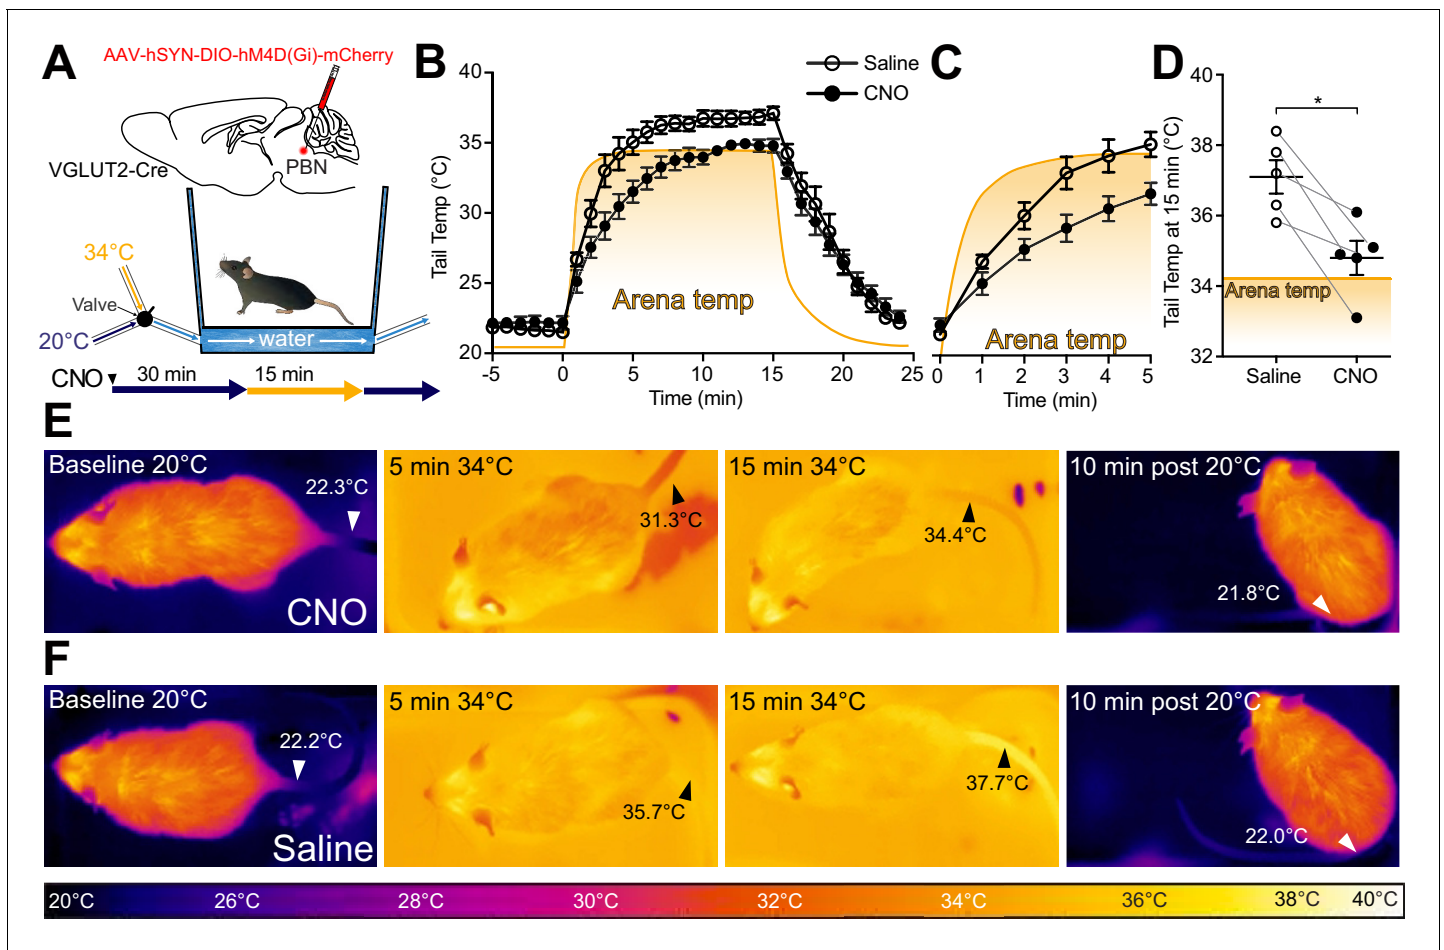 A
AAV-hSYN-DIO-hM4D(Gi)-mCherry
VGLUT2-Cre
PBN
34°C
Valve
20°C
water
CNO
30 min
15 min
B
Saline
CNO
Tail Temp (°C)
40
35
30
25
20
Arena temp
-5 0 5 10 15 20 25
Time (min)
C
Arena temp
0 1 2 3 4 5
Time (min)
D
Tail Temp at 15 min (°C)
40
38
36
34
32
*
Arena temp
Saline CNO
E
Baseline 20°C
22.3°C
CNO
5 min 34°C
31.3°C
15 min 34°C
34.4°C
10 min post 20°C
21.8°C
F
Baseline 20°C
22.2°C
Saline
5 min 34°C
35.7°C
15 min 34°C
37.7°C
10 min post 20°C
22.0°C
20°C 26°C 28°C 30°C 32°C 34°C 36°C 38°C 40°C